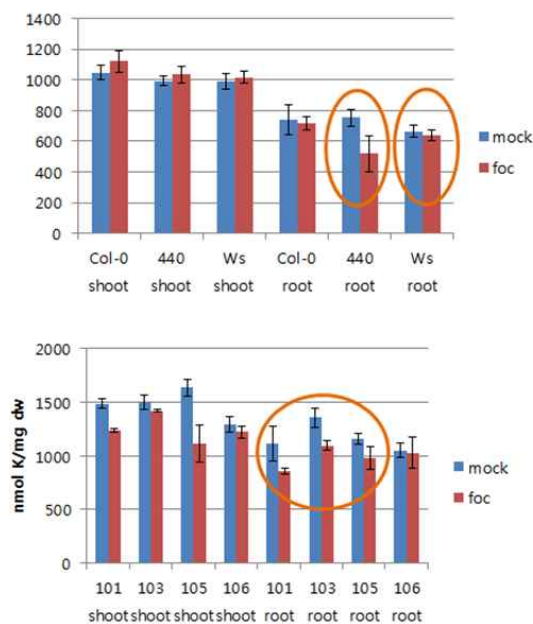 1400
1200
1000
800
600
400
200
0
Col-0 440 Ws Col-0 440 Ws
shoot shoot shoot root root root
mock
foc
nmol K/mg dw
2000
1500
1000
500
0
101 103 105 106 101 103 105 106
shoot shoot shoot shoot root root root root
mock
foc